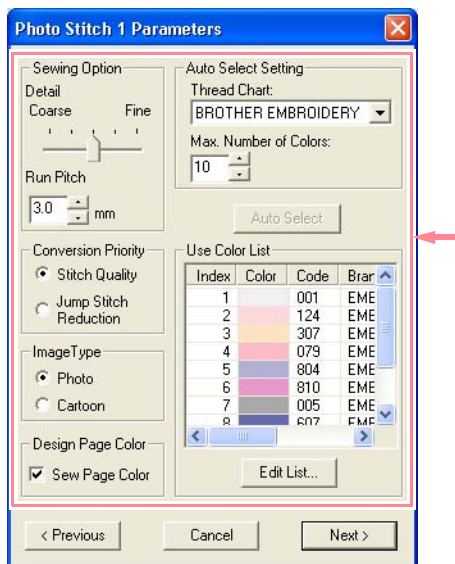 Photo Stitch 1 Parameters
Sewing Option
Detail
Coarse Fine
Run Pitch
3.0 mm
Conversion Priority
Stitch Quality
Jump Stitch
Reduction
ImageType
Photo
Cartoon
Design Page Color
Sew Page Color
Auto Select Setting
Thread Chart:
BROTHER EMBROIDERY
Max. Number of Colors:
10
Auto Select
Use Color List
Index Color Code Bran
1 001 EME
2 124 EME
3 307 EME
4 079 EME
5 804 EME
6 810 EME
7 005 EME
8 607 EME
Edit List...
< Previous Cancel Next >